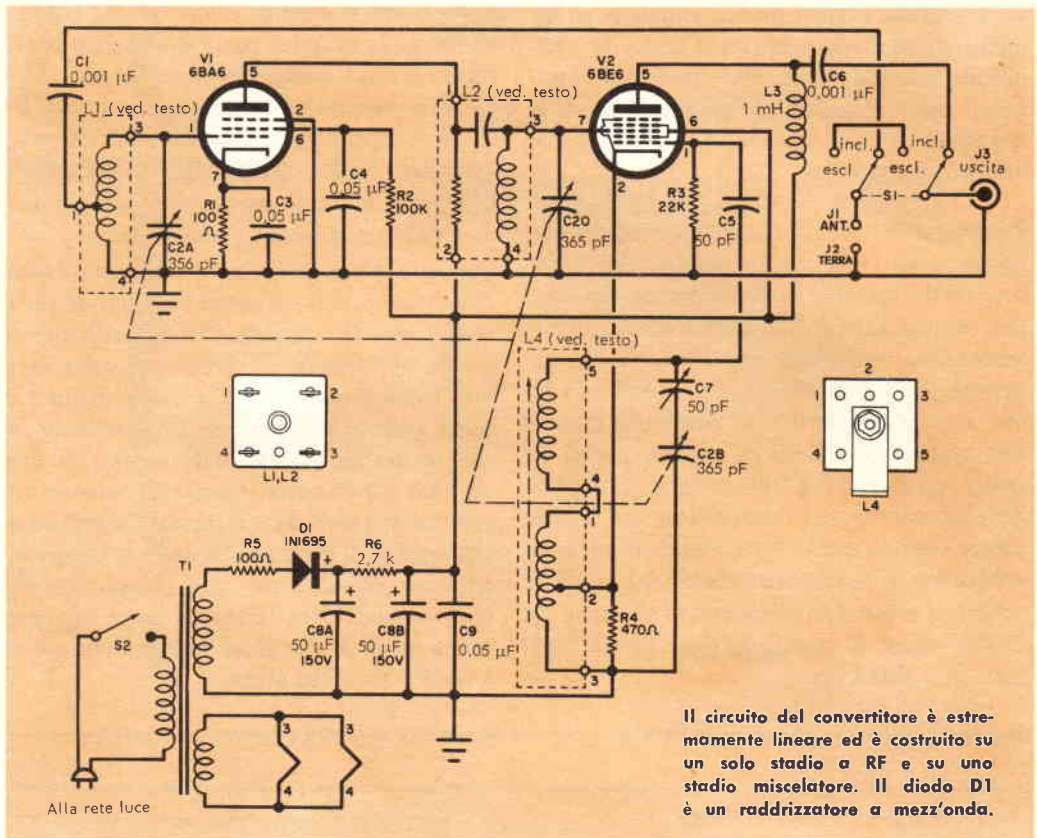 C1
0,001 µF
L1 (ved. testo)
3
1
4
C2A
356 pF
V1
6BA6
5
1
2
6
7
R1
100
Ω
C3
0,05 µF
C4
0,05 µF
R2
100K
1
L2 (ved. testo)
3
2
4
C20
365 pF
V2
6BE6
5
7
6
1
2
R3
22K
C5
50 pF
L3
1 mH
C6
0,001 µF
incl.
escl.
incl.
escl.
S1
J3
uscita
J1
ANT.
J2
TERRA
L4 (ved. testo)
5
4
1
2
3
C7
50 pF
C2B
365 pF
R4
470Ω
1
2
4
3
L1,L2
2
1
3
4
5
L4
T1
S2
R5
100Ω
D1
1N1695
+
R6
2,7 k
+
+
C8A
50 µF
150V
C8B
50 µF
150V
C9
0,05 µF
3
3
4
4
Alla rete luce
Il circuito del convertitore è estre-
mamente lineare ed è costruito su
un solo stadio a RF e su uno
stadio miscelatore. Il diodo D1
è un raddrizzatore a mezz'onda.